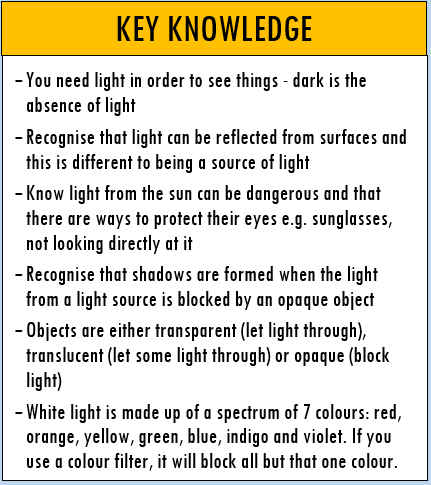 KEY KNOWLEDGE
– You need light in order to see things - dark is the
absence of light
– Recognise that light can be reflected from surfaces and
this is different to being a source of light
– Know light from the sun can be dangerous and that
there are ways to protect their eyes e.g. sunglasses,
not looking directly at it
– Recognise that shadows are formed when the light
from a light source is blocked by an opaque object
– Objects are either transparent (let light through),
translucent (let some light through) or opaque (block
light)
– White light is made up of a spectrum of 7 colours: red,
orange, yellow, green, blue, indigo and violet. If you
use a colour filter, it will block all but that one colour.